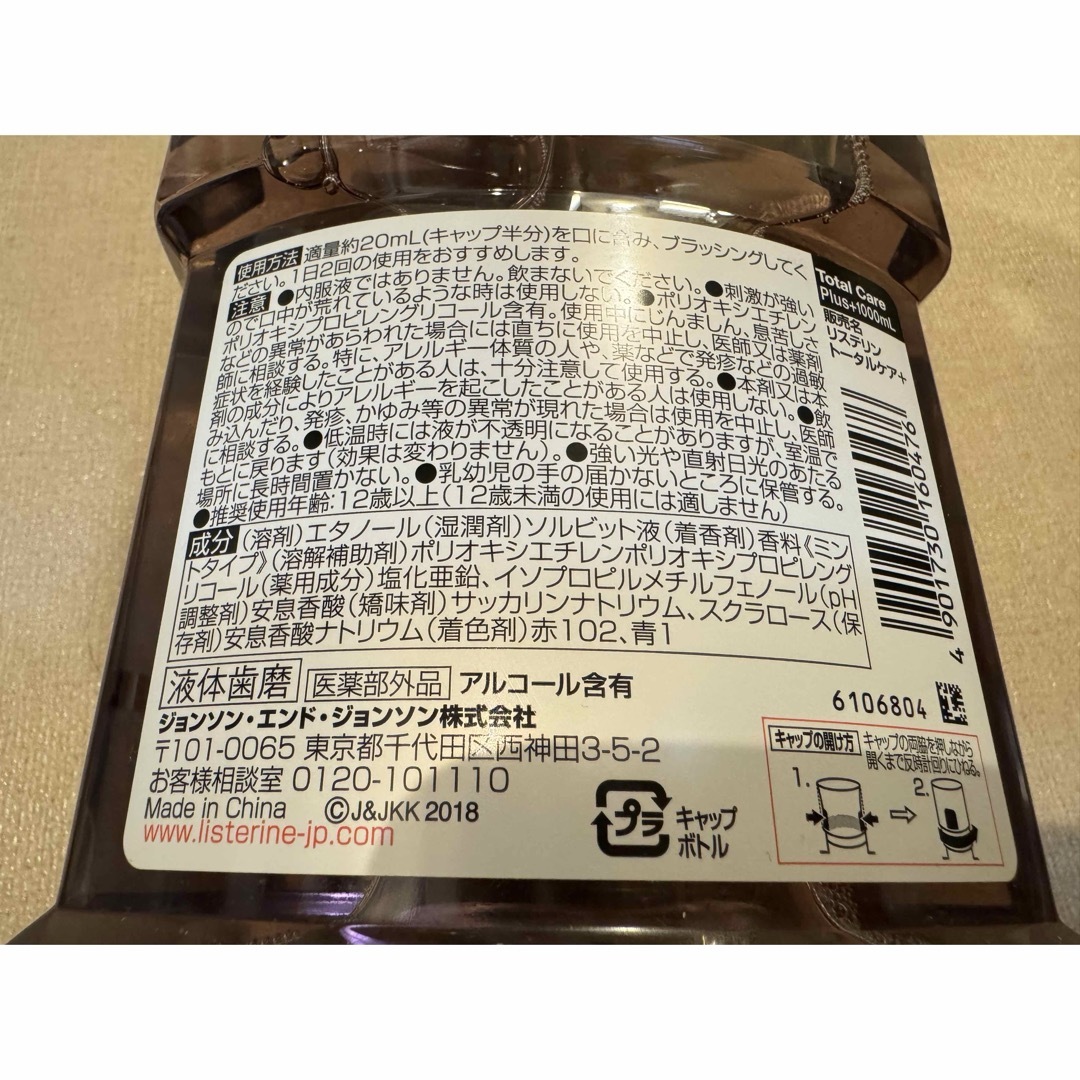 使用方法 適量約20mL(キャップ半分)を口に含み、ブラッシングしてく
ださい。1日2回の使用をおすすめします。
注意 ●内服液ではありません。飲まないでください。●刺激が強い
ので口中が荒れているような時は使用しない。●ポリオキシエチレン
ポリオキシプロピレングリコール含有。使用中にじんましん、息苦しさ
などの異常があらわれた場合には直ちに使用を中止し、医師又は薬剤
師に相談する。特に、アレルギー体質の人や、薬などで発疹などの過敏
症状を経験したことがある人は、十分注意して使用する。●本剤又は本
剤の成分によりアレルギーを起こしたことがある人は使用しない。●飲
み込んだり、発疹、かゆみ等の異常が現れた場合は使用を中止し、医師
に相談する。●低温時には液が不透明になることがありますが、室温で
もとに戻ります(効果は変わりません)。●強い光や直射日光のあたる
場所に長時間置かない。●乳幼児の手の届かないところに保管する。
●推奨使用年齢:12歳以上(12歳未満の使用には適しません)
成分 (溶剤)エタノール(湿潤剤)ソルビット液(着香剤)香料《ミン
トタイプ》(溶解補助剤)ポリオキシエチレンポリオキシプロピレング
リコール(薬用成分)塩化亜鉛、イソプロピルメチルフェノール(pH
調整剤)安息香酸(矯味剤)サッカリンナトリウム、スクラロース(保
存剤)安息香酸ナトリウム(着色剤)赤102、青1
液体歯磨 医薬部外品 アルコール含有
ジョンソン・エンド・ジョンソン株式会社
〒101-0065 東京都千代田区西神田3-5-2
お客様相談室 0120-101110
Made in China ©J&JKK 2018
www.listerine-jp.com
Total Care
Plus+1000mL
販売名
リステリン
トータルケア+
4 901730 160476
6106804
キャップの開け方 キャップの両脇を押しながら
開くまで反時計回りにひねる。
1. 2.
プラ
キャップ
ボトル